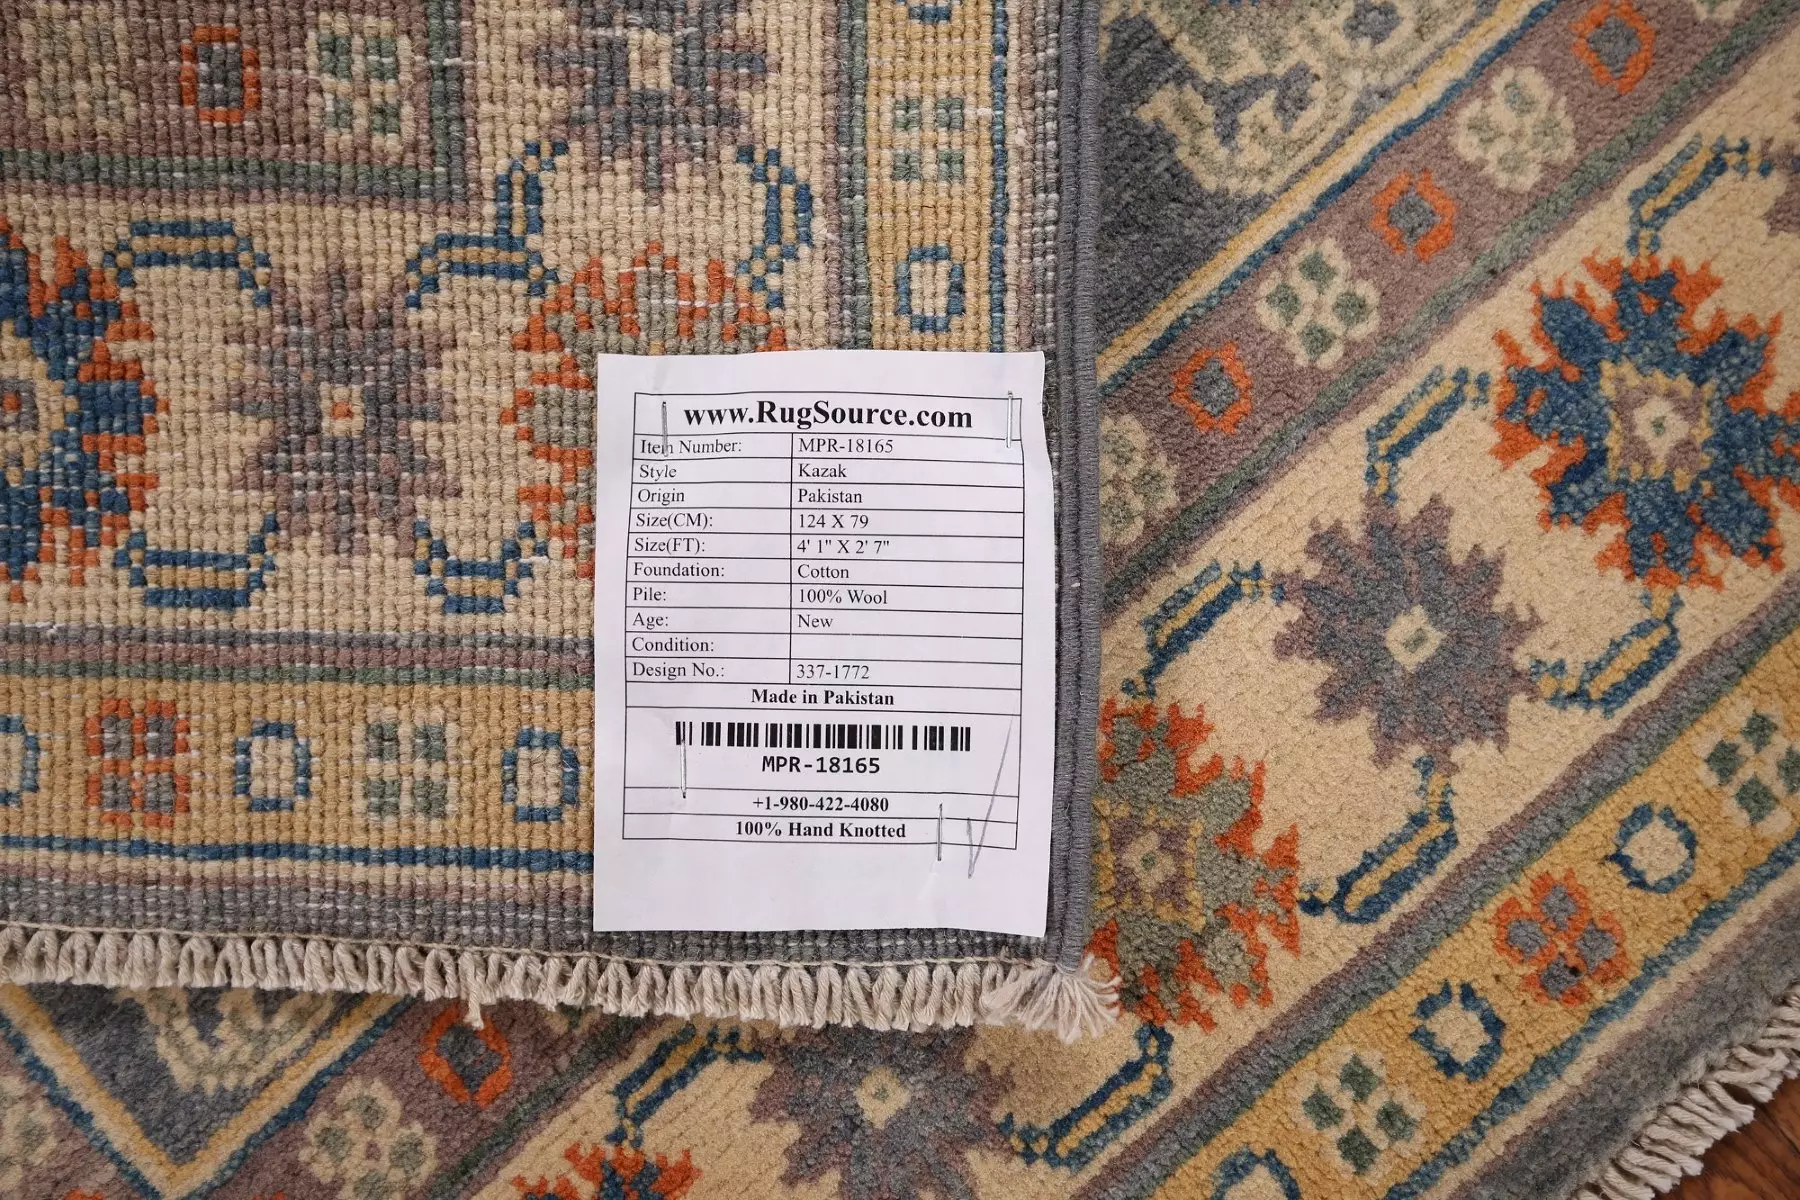 www.RugSource.com
Item Number: MPR-18165
Style Kazak
Origin Pakistan
Size(CM): 124 X 79
Size(FT): 4' 1" X 2' 7"
Foundation: Cotton
Pile: 100% Wool
Age: New
Condition:
Design No.: 337-1772
Made in Pakistan
MPR-18165
+1-980-422-4080
100% Hand Knotted